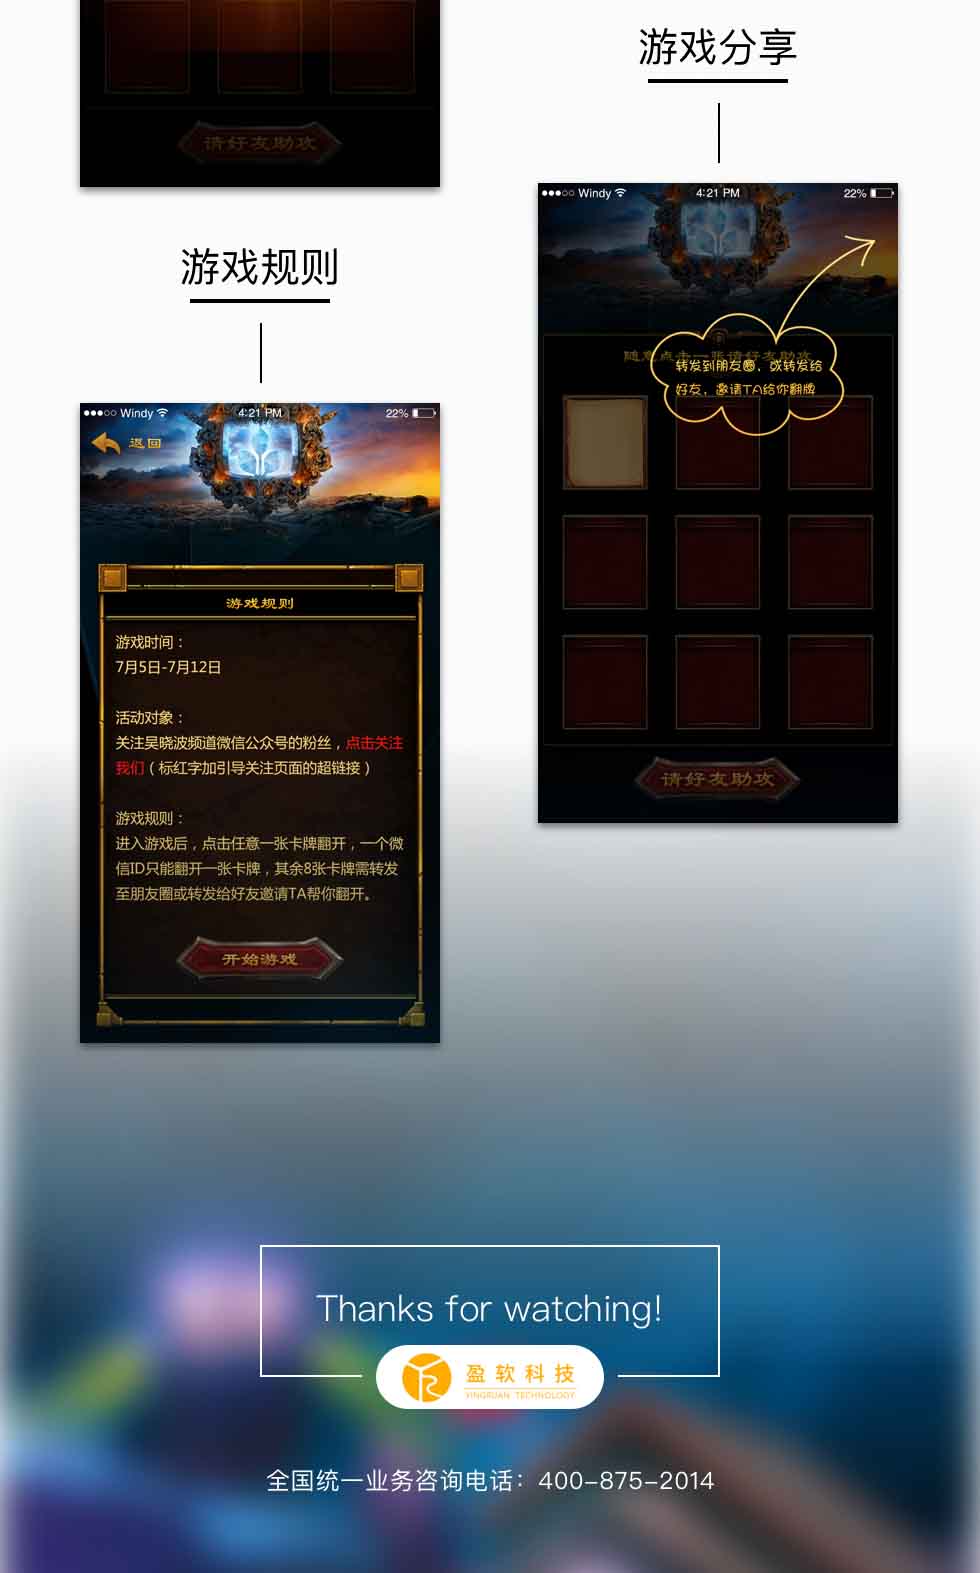 请好友助攻
游戏规则
Windy 4:21 PM 22%
返回
游戏规则
游戏时间：
7月5日-7月12日
活动对象：
关注吴晓波频道微信公众号的粉丝，点击关注
我们（标红字加引导关注页面的超链接）
游戏规则：
进入游戏后，点击任意一张卡牌翻开，一个微
信ID只能翻开一张卡牌，其余8张卡牌需转发
至朋友圈或转发给好友邀请TA帮你翻开。
开始游戏
游戏分享
Windy 4:21 PM 22%
随意点击一张请好友助攻
转发到朋友圈，或转发给
好友，邀请TA给你翻牌
请好友助攻
Thanks for watching!
盈软科技
YINGRUAN TECHNOLOGY
全国统一业务咨询电话：400-875-2014